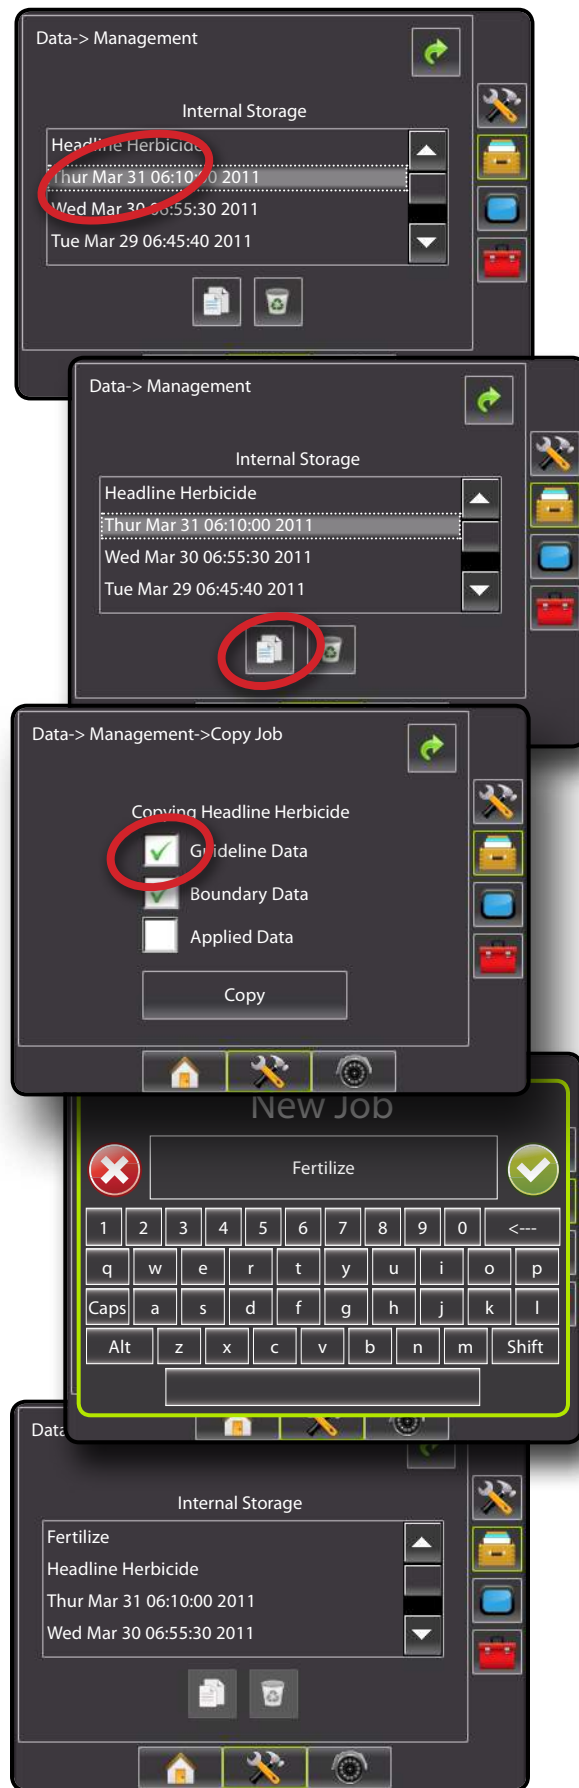 Data-> Management
Internal Storage
Headline Herbicide
Thur Mar 31 06:10:00 2011
Wed Mar 30 06:55:30 2011
Tue Mar 29 06:45:40 2011
Data-> Management
Internal Storage
Headline Herbicide
Thur Mar 31 06:10:00 2011
Wed Mar 30 06:55:30 2011
Tue Mar 29 06:45:40 2011
Data-> Management->Copy Job
Copying Headline Herbicide
Guideline Data
Boundary Data
Applied Data
Copy
New Job
Fertilize
1 2 3 4 5 6 7 8 9 0 <---
q w e r t y u i o p
Caps a s d f g h j k l
Alt z x c v b n m Shift
Data
Internal Storage
Fertilize
Headline Herbicide
Thur Mar 31 06:10:00 2011
Wed Mar 30 06:55:30 2011